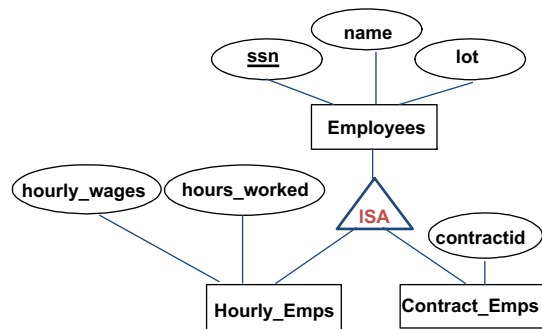 name
ssn
lot
Employees
hourly_wages
hours_worked
ISA
contractid
Hourly_Emps
Contract_Emps